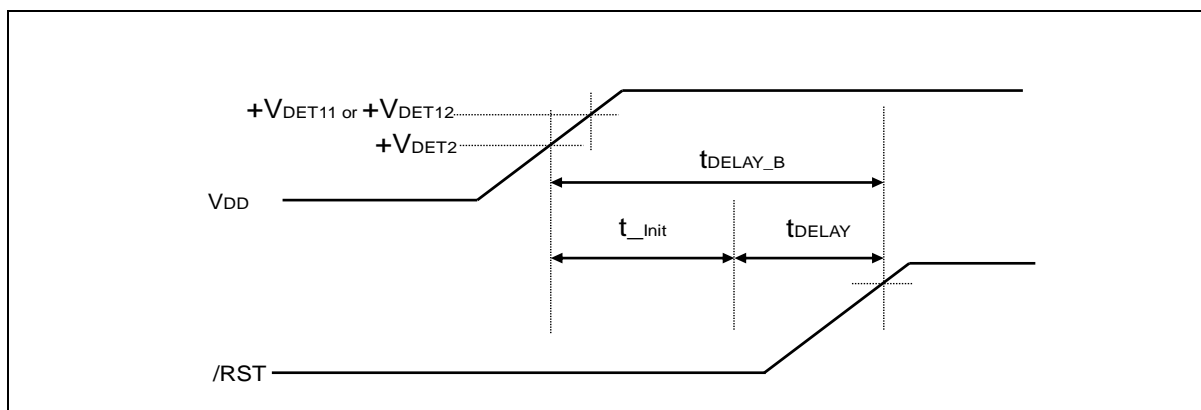 +VDET11 or +VDET12
+VDET2
tDELAY_B
VDD
t_Init
tDELAY
/RST